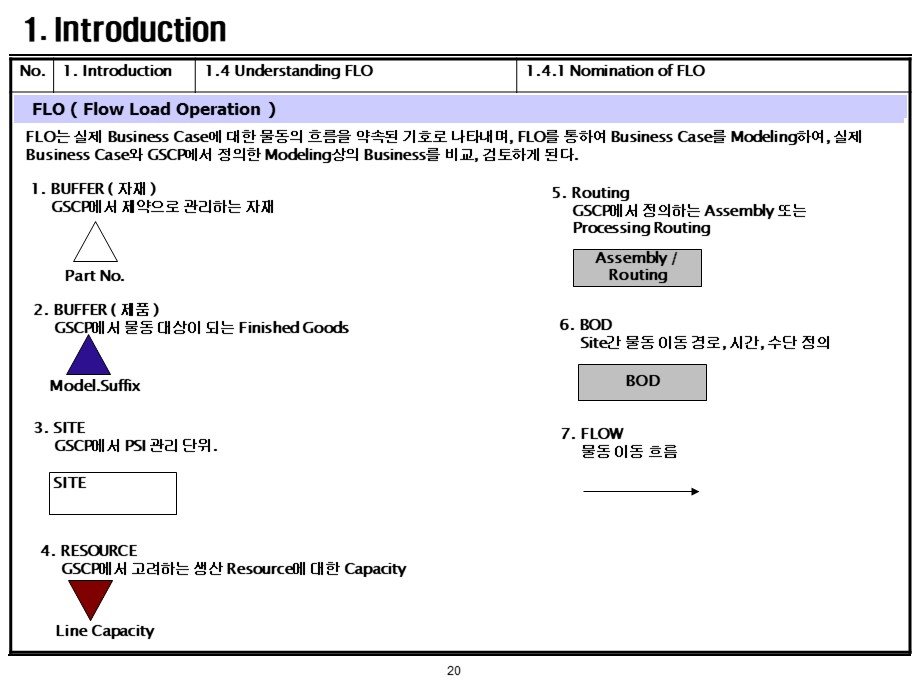 1. Introduction
No. 1. Introduction 1.4 Understanding FLO 1.4.1 Nomination of FLO
FLO ( Flow Load Operation )
FLO는 실제 Business Case에 대한 물동의 흐름을 약속된 기호로 나타내며, FLO를 통하여 Business Case를 Modeling하여, 실제
Business Case와 GSCP에서 정의한 Modeling상의 Business를 비교, 검토하게 된다.
1. BUFFER ( 자재 )
GSCP에서 제약으로 관리하는 자재
Part No.
2. BUFFER ( 제품 )
GSCP에서 물동 대상이 되는 Finished Goods
Model.Suffix
3. SITE
GSCP에서 PSI 관리 단위.
SITE
4. RESOURCE
GSCP에서 고려하는 생산 Resource에 대한 Capacity
Line Capacity
5. Routing
GSCP에서 정의하는 Assembly 또는
Processing Routing
Assembly /
Routing
6. BOD
Site간 물동 이동 경로, 시간, 수단 정의
BOD
7. FLOW
물동 이동 흐름
20